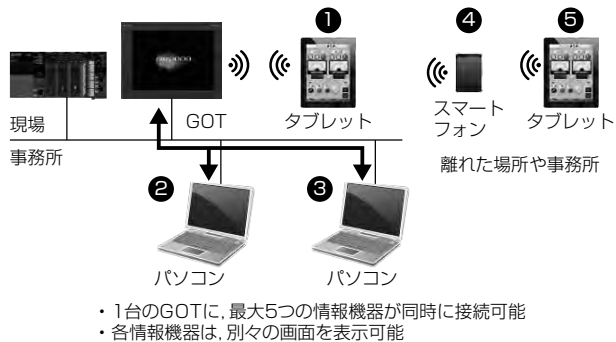 ❶
❹
❺
現場
GOT
タブレット
スマート
フォン
タブレット
事務所
離れた場所や事務所
❷
❸
パソコン
パソコン
・1台のGOTに,最大5つの情報機器が同時に接続可能
・各情報機器は,別々の画面を表示可能